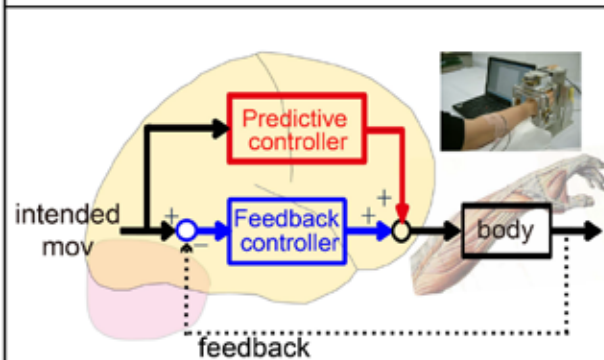 Predictive
controller
intended
mov
+
−
Feedback
controller
+
+
body
feedback